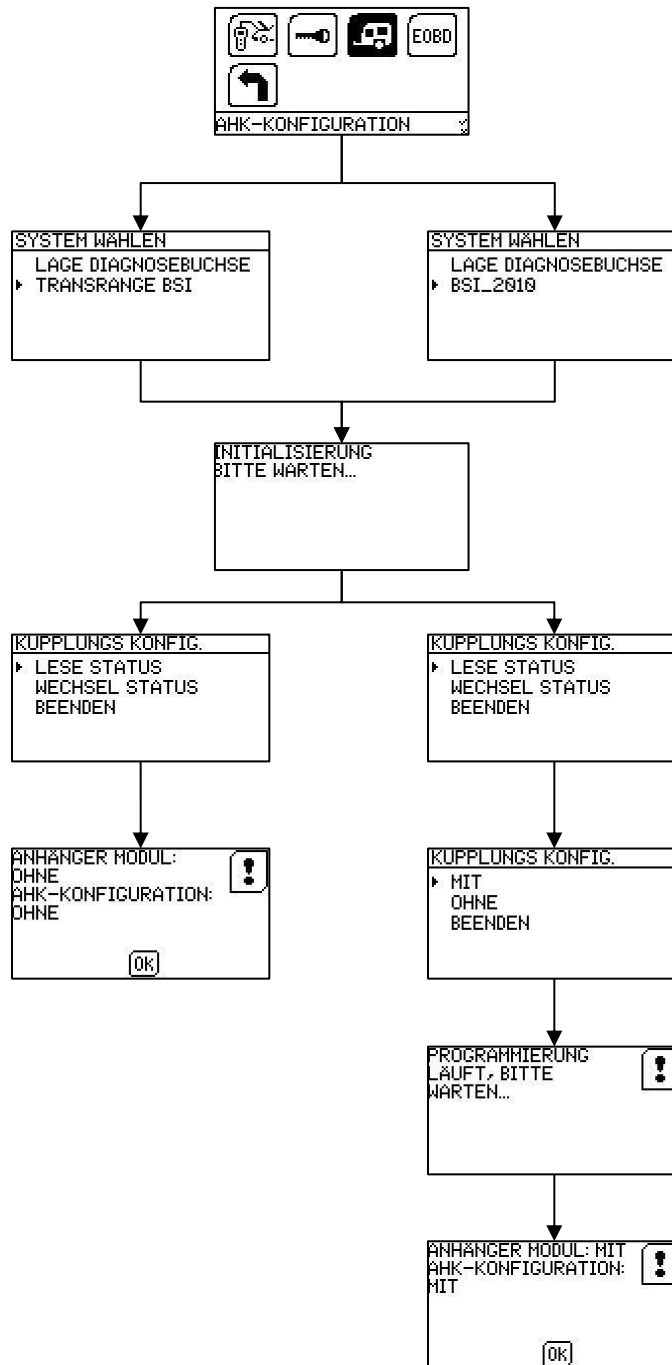 EOBD
AHK-KONFIGURATION
SYSTEM WÄHLEN
LAGE DIAGNOSEBUCHSE
TRANSRANGE BSI
SYSTEM WÄHLEN
LAGE DIAGNOSEBUCHSE
BSI_2010
INITIALISIERUNG
BITTE WARTEN...
KUPPLUNGS KONFIG.
LESE STATUS
WECHSEL STATUS
BEENDEN
KUPPLUNGS KONFIG.
LESE STATUS
WECHSEL STATUS
BEENDEN
ANHÄNGER MODUL:
OHNE
AHK-KONFIGURATION:
OHNE
OK
KUPPLUNGS KONFIG.
MIT
OHNE
BEENDEN
PROGRAMMIERUNG
LÄUFT, BITTE
WARTEN...
ANHÄNGER MODUL: MIT
AHK-KONFIGURATION:
MIT
OK